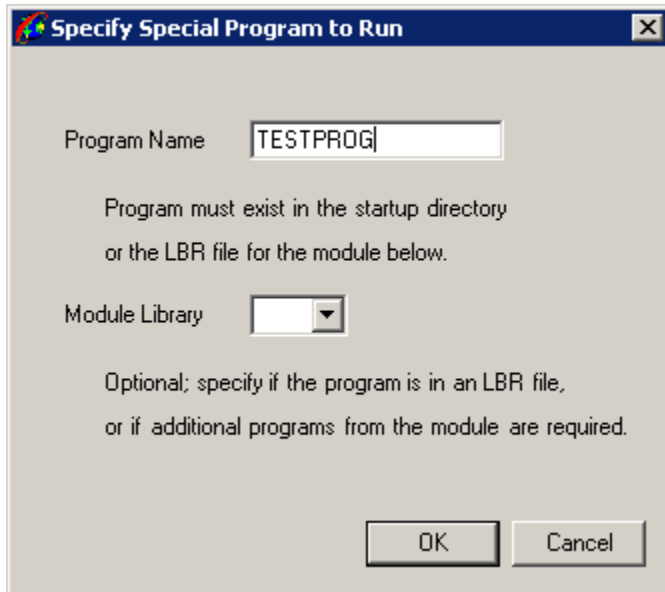 Specify Special Program to Run
Program Name TESTPROG
Program must exist in the startup directory
or the LBR file for the module below.
Module Library
Optional; specify if the program is in an LBR file,
or if additional programs from the module are required.
OK Cancel